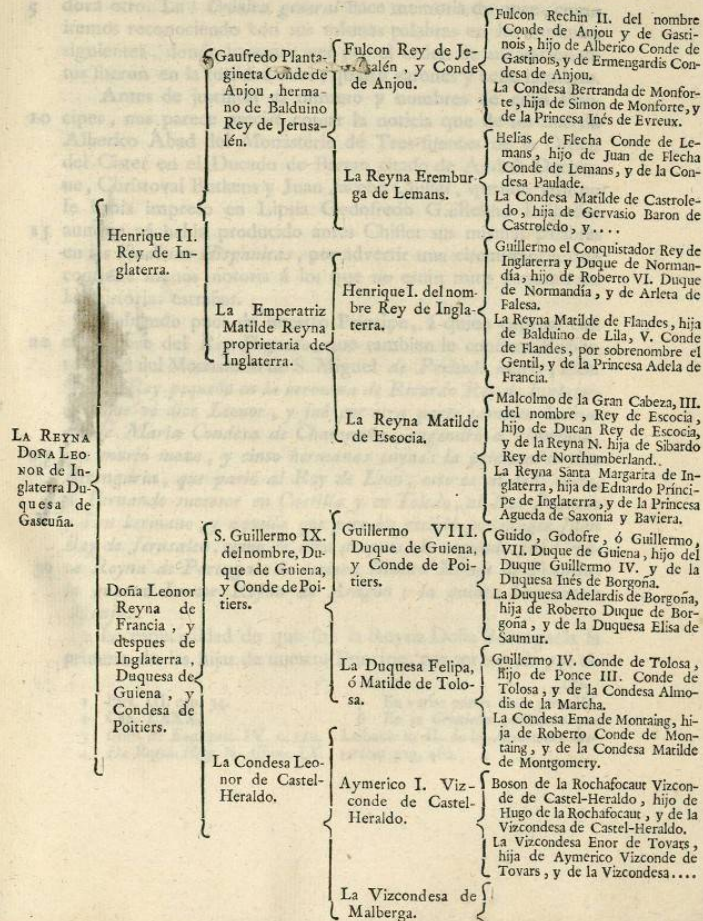 LA REYNA
DOÑA LEO-
NOR de In-
glaterra Du-
quesa de
Gascuña.
Henrique II.
Rey de In-
glaterra.
Doña Leonor
Reyna de
Francia , y
despues de
Inglaterra ,
Duquesa de
Guiena , y
Condesa de
Poitiers.
Gaufredo Planta-
gineta Conde de
Anjou , herma-
no de Balduino
Rey de Jerusa-
lén.
La Emperatriz
Matilde Reyna
proprietaria de
Inglaterra.
S. Guillermo IX.
del nombre, Du-
que de Guiena,
y Conde de Poi-
tiers.
La Condesa Leo-
nor de Castel-
Heraldo.
Fulcon Rey de Je-
rusalén , y Conde
de Anjou.
La Reyna Erembur-
ga de Lemans.
Henrique I. del nom-
bre Rey de Ingla-
terra.
La Reyna Matilde
de Escocia.
Guillermo VIII.
Duque de Guiena,
y Conde de Poi-
tiers.
La Duquesa Felipa,
ó Matilde de Tolo-
sa.
Aymerico I. Viz-
conde de Castel-
Heraldo.
La Vizcondesa de
Malberga.
Fulcon Rechin II. del nombre
Conde de Anjou y de Gasti-
nois, hijo de Alberico Conde de
Gastinois, y de Ermengardis Con-
desa de Anjou.
La Condesa Bertranda de Monfor-
te, hija de Simon de Monforte, y
de la Princesa Inés de Evreux.
Helias de Flecha Conde de Le-
mans, hijo de Juan de Flecha
Conde de Lemans, y de la Con-
desa Paulade.
La Condesa Matilde de Castrole-
do, hija de Gervasio Baron de
Castroledo, y....
Guillermo el Conquistador Rey de
Inglaterra y Duque de Norman-
día, hijo de Roberto VI. Duque
de Normandía , y de Arleta de
Falesa.
La Reyna Matilde de Flandes, hija
de Balduino de Lila, V. Conde
de Flandes, por sobrenombre el
Gentil, y de la Princesa Adela de
Francia.
Malcolmo de la Gran Cabeza, III.
del nombre , Rey de Escocia,
hijo de Ducan Rey de Escocia,
y de la Reyna N. hija de Sibardo
Rey de Northumberland..
La Reyna Santa Margarita de In-
glaterra, hija de Eduardo Princi-
pe de Inglaterra, y de la Princesa
Agueda de Saxonia y Baviera.
Guido , Godofre, ó Guillermo,
VII. Duque de Guiena, hijo del
Duque Guillermo IV. y de la
Duquesa Inés de Borgoña.
La Duquesa Adelardis de Borgoña,
hija de Roberto Duque de Bor-
goña , y de la Duquesa Elisa de
Saumur.
Guillermo IV. Conde de Tolosa,
Hijo de Ponce III. Conde de
Tolosa, y de la Condesa Almo-
dis de la Marcha.
La Condesa Ema de Montaing, hi-
ja de Roberto Conde de Mon-
taing, y de la Condesa Matilde
de Montgomery.
Boson de la Rochafocaut Vizcon-
de de Castel-Heraldo , hijo de
Hugo de la Rochafocaut , y de la
Vizcondesa de Castel-Heraldo.
La Vizcondesa Enor de Tovars,
hija de Aymerico Vizconde de
Tovars, y de la Vizcondesa....